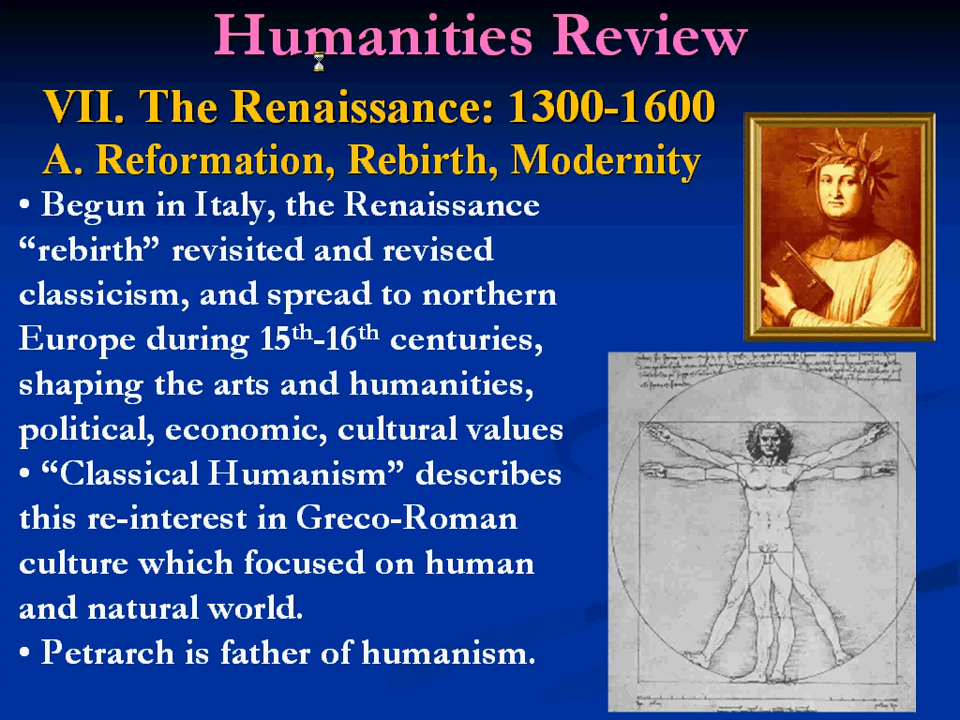 Humanities Review
VII. The Renaissance: 1300-1600
A. Reformation, Rebirth, Modernity
• Begun in Italy, the Renaissance
“rebirth” revisited and revised
classicism, and spread to northern
Europe during 15th-16th centuries,
shaping the arts and humanities,
political, economic, cultural values
• “Classical Humanism” describes
this re-interest in Greco-Roman
culture which focused on human
and natural world.
• Petrarch is father of humanism.